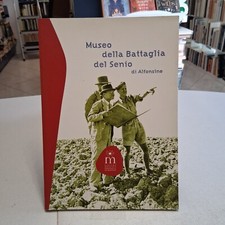 Museo
della Battaglia
del Senio
di Alfonsine
m